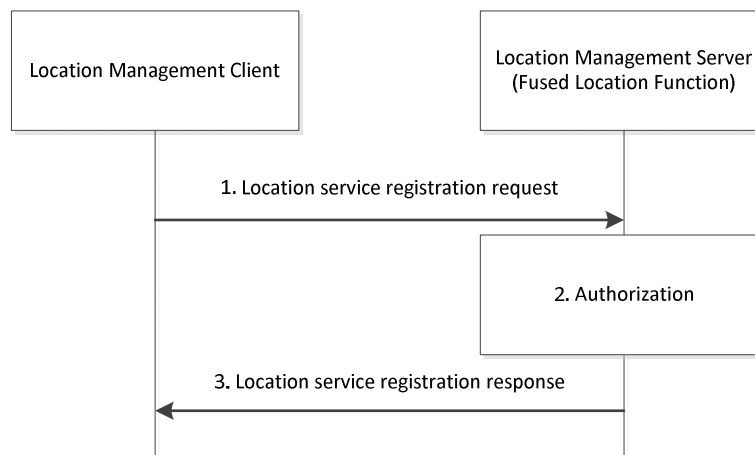 Location Management Client
Location Management Server
(Fused Location Function)
1. Location service registration request
2. Authorization
3. Location service registration response